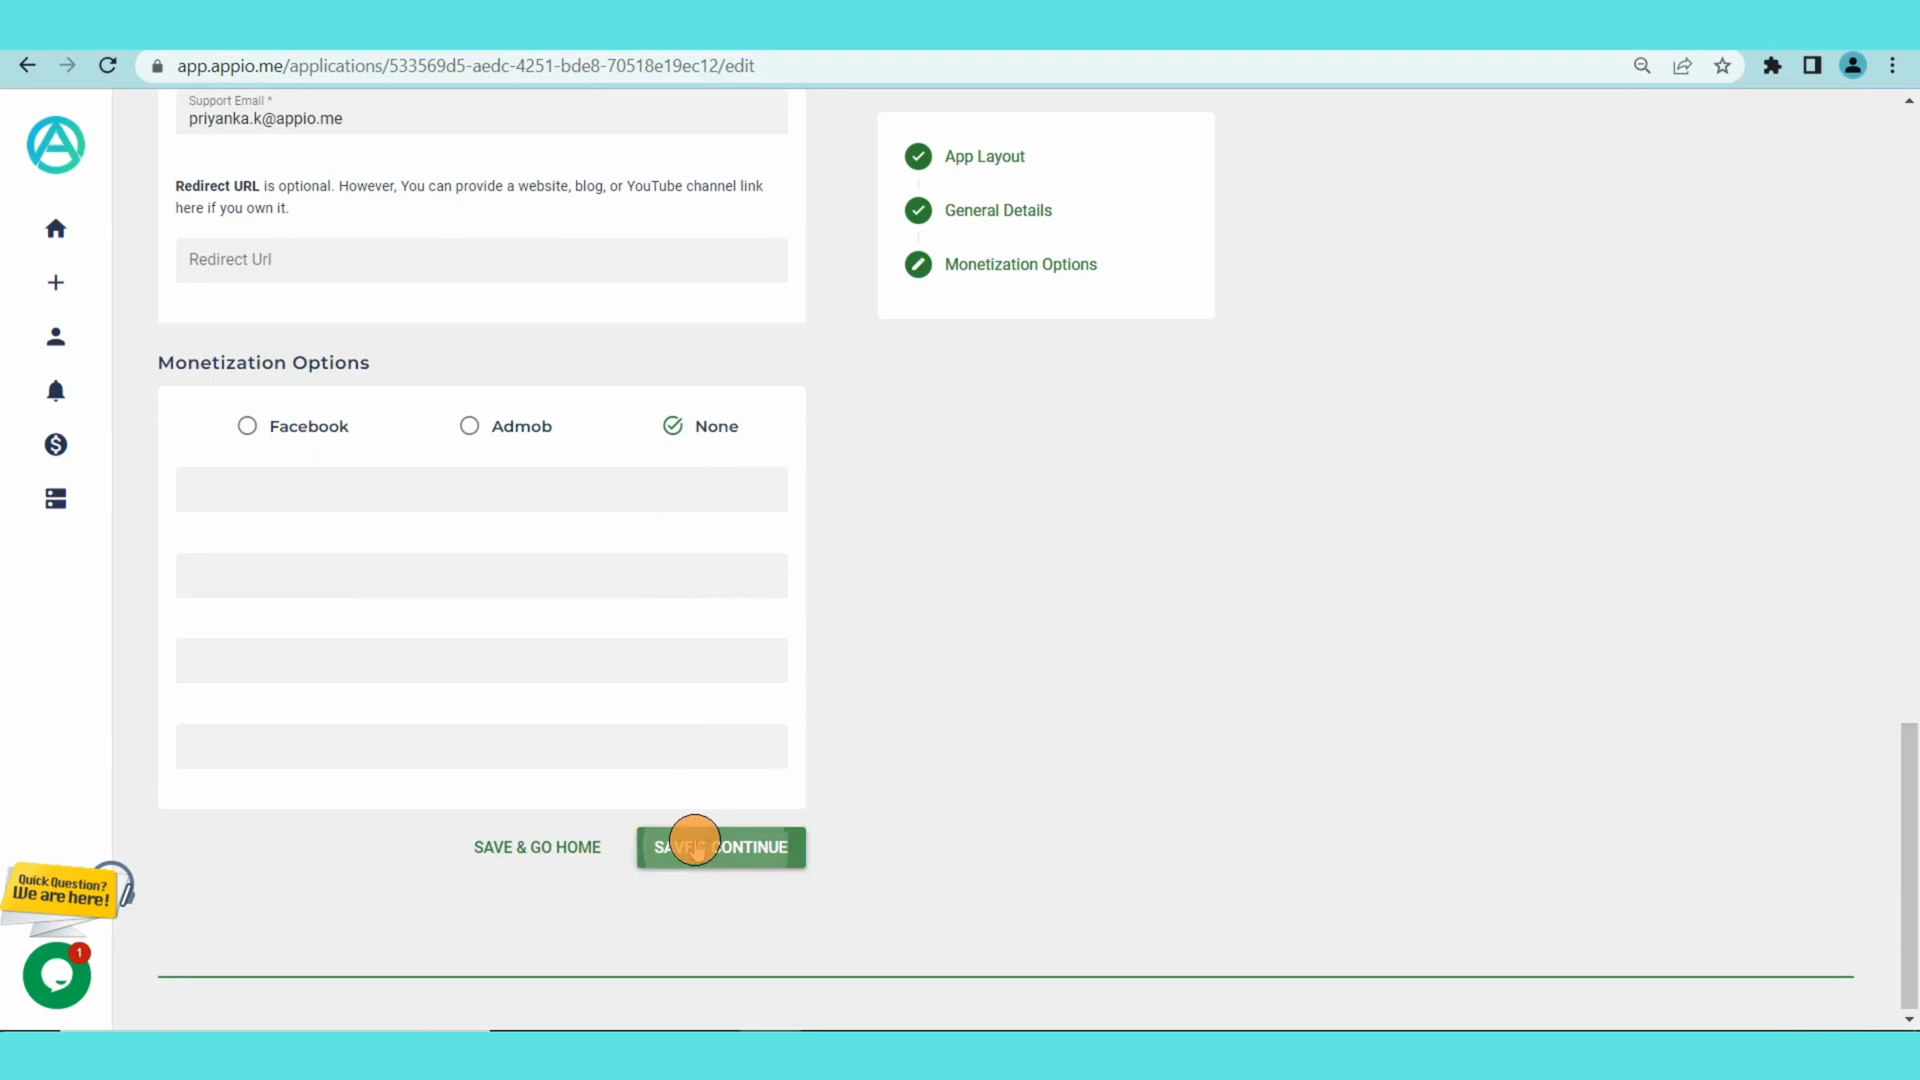 app.appio.me/applications/533569d5-aedc-4251-bde8-70518e19ec12/edit
Support Email *
priyanka.k@appio.me
Redirect URL is optional. However, You can provide a website, blog, or YouTube channel link
here if you own it.
Redirect Url
App Layout
General Details
Monetization Options
Monetization Options
Facebook
Admob
None
SAVE & GO HOME
SAVE CONTINUE
Quick Question?
We are here!
1